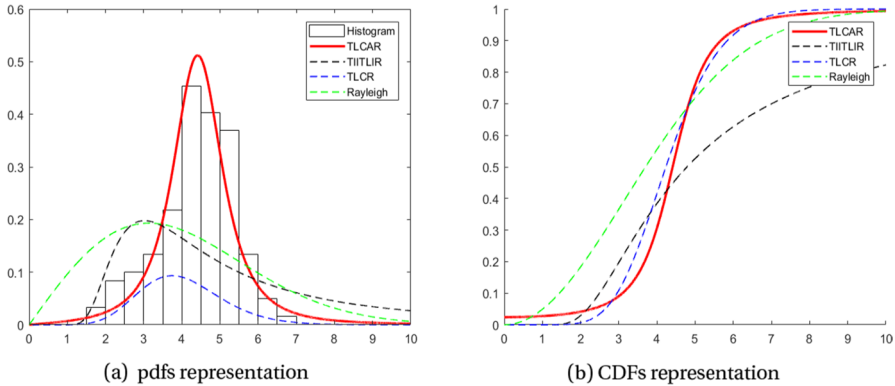 0.6
0.5
0.4
0.3
0.2
0.1
0
0 1 2 3 4 5 6 7 8 9 10
Histogram
TLCAR
TIITLIR
TLCR
Rayleigh
(a) pdfs representation
1
0.9
0.8
0.7
0.6
0.5
0.4
0.3
0.2
0.1
0
0 1 2 3 4 5 6 7 8 9 10
TLCAR
TIITLIR
TLCR
Rayleigh
(b) CDFs representation